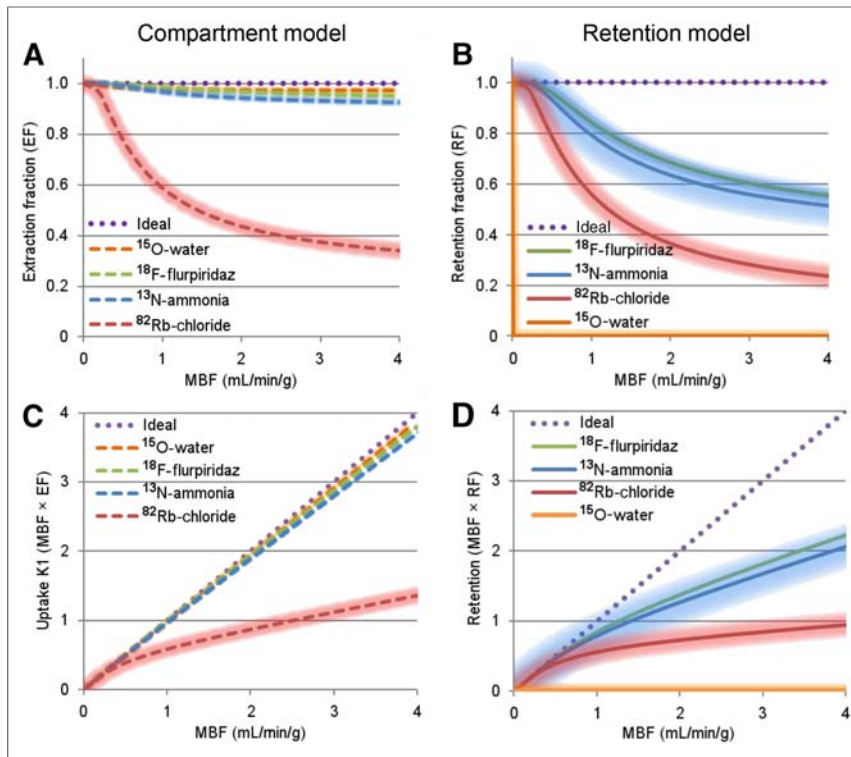 Compartment model
Retention model
A
Extraction fraction (EF)
1.0
0.8
0.6
0.4
0.2
0
Ideal
¹⁵O-water
¹⁸F-flurpiridaz
¹³N-ammonia
⁸²Rb-chloride
0 1 2 3 4
MBF (mL/min/g)
B
Retention fraction (RF)
1.0
0.8
0.6
0.4
0.2
0
Ideal
¹⁸F-flurpiridaz
¹³N-ammonia
⁸²Rb-chloride
¹⁵O-water
0 1 2 3 4
MBF (mL/min/g)
C
Uptake K1 (MBF × EF)
4
3
2
1
0
Ideal
¹⁵O-water
¹⁸F-flurpiridaz
¹³N-ammonia
⁸²Rb-chloride
0 1 2 3 4
MBF (mL/min/g)
D
Retention (MBF × RF)
4
3
2
1
0
Ideal
¹⁸F-flurpiridaz
¹³N-ammonia
⁸²Rb-chloride
¹⁵O-water
0 1 2 3 4
MBF (mL/min/g)